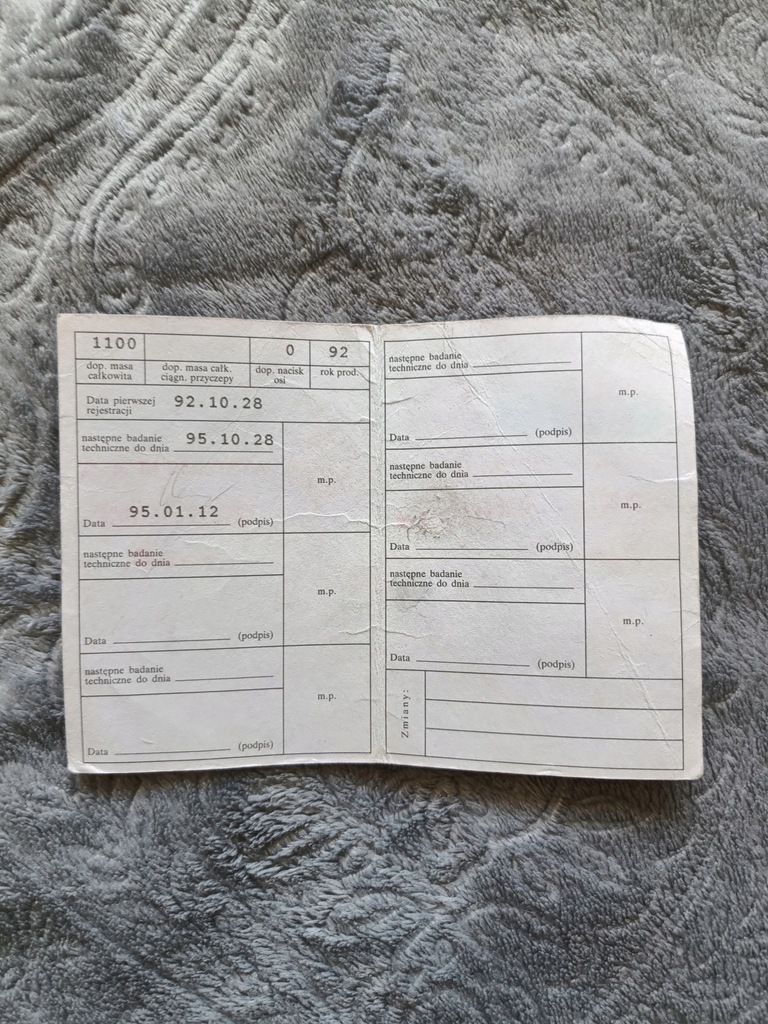 1100 0 92
dop. masa całkowita dop. masa całk. ciągn. przyczepy dop. nacisk osi rok prod.
Data pierwszej rejestracji 92.10.28
następne badanie
techniczne do dnia 95.10.28
m.p.
95.01.12
Data (podpis)
następne badanie
techniczne do dnia
m.p.
Data (podpis)
następne badanie
techniczne do dnia
m.p.
Data (podpis)
następne badanie
techniczne do dnia
m.p.
Data (podpis)
następne badanie
techniczne do dnia
m.p.
Data (podpis)
następne badanie
techniczne do dnia
m.p.
Data (podpis)
Zmiany: